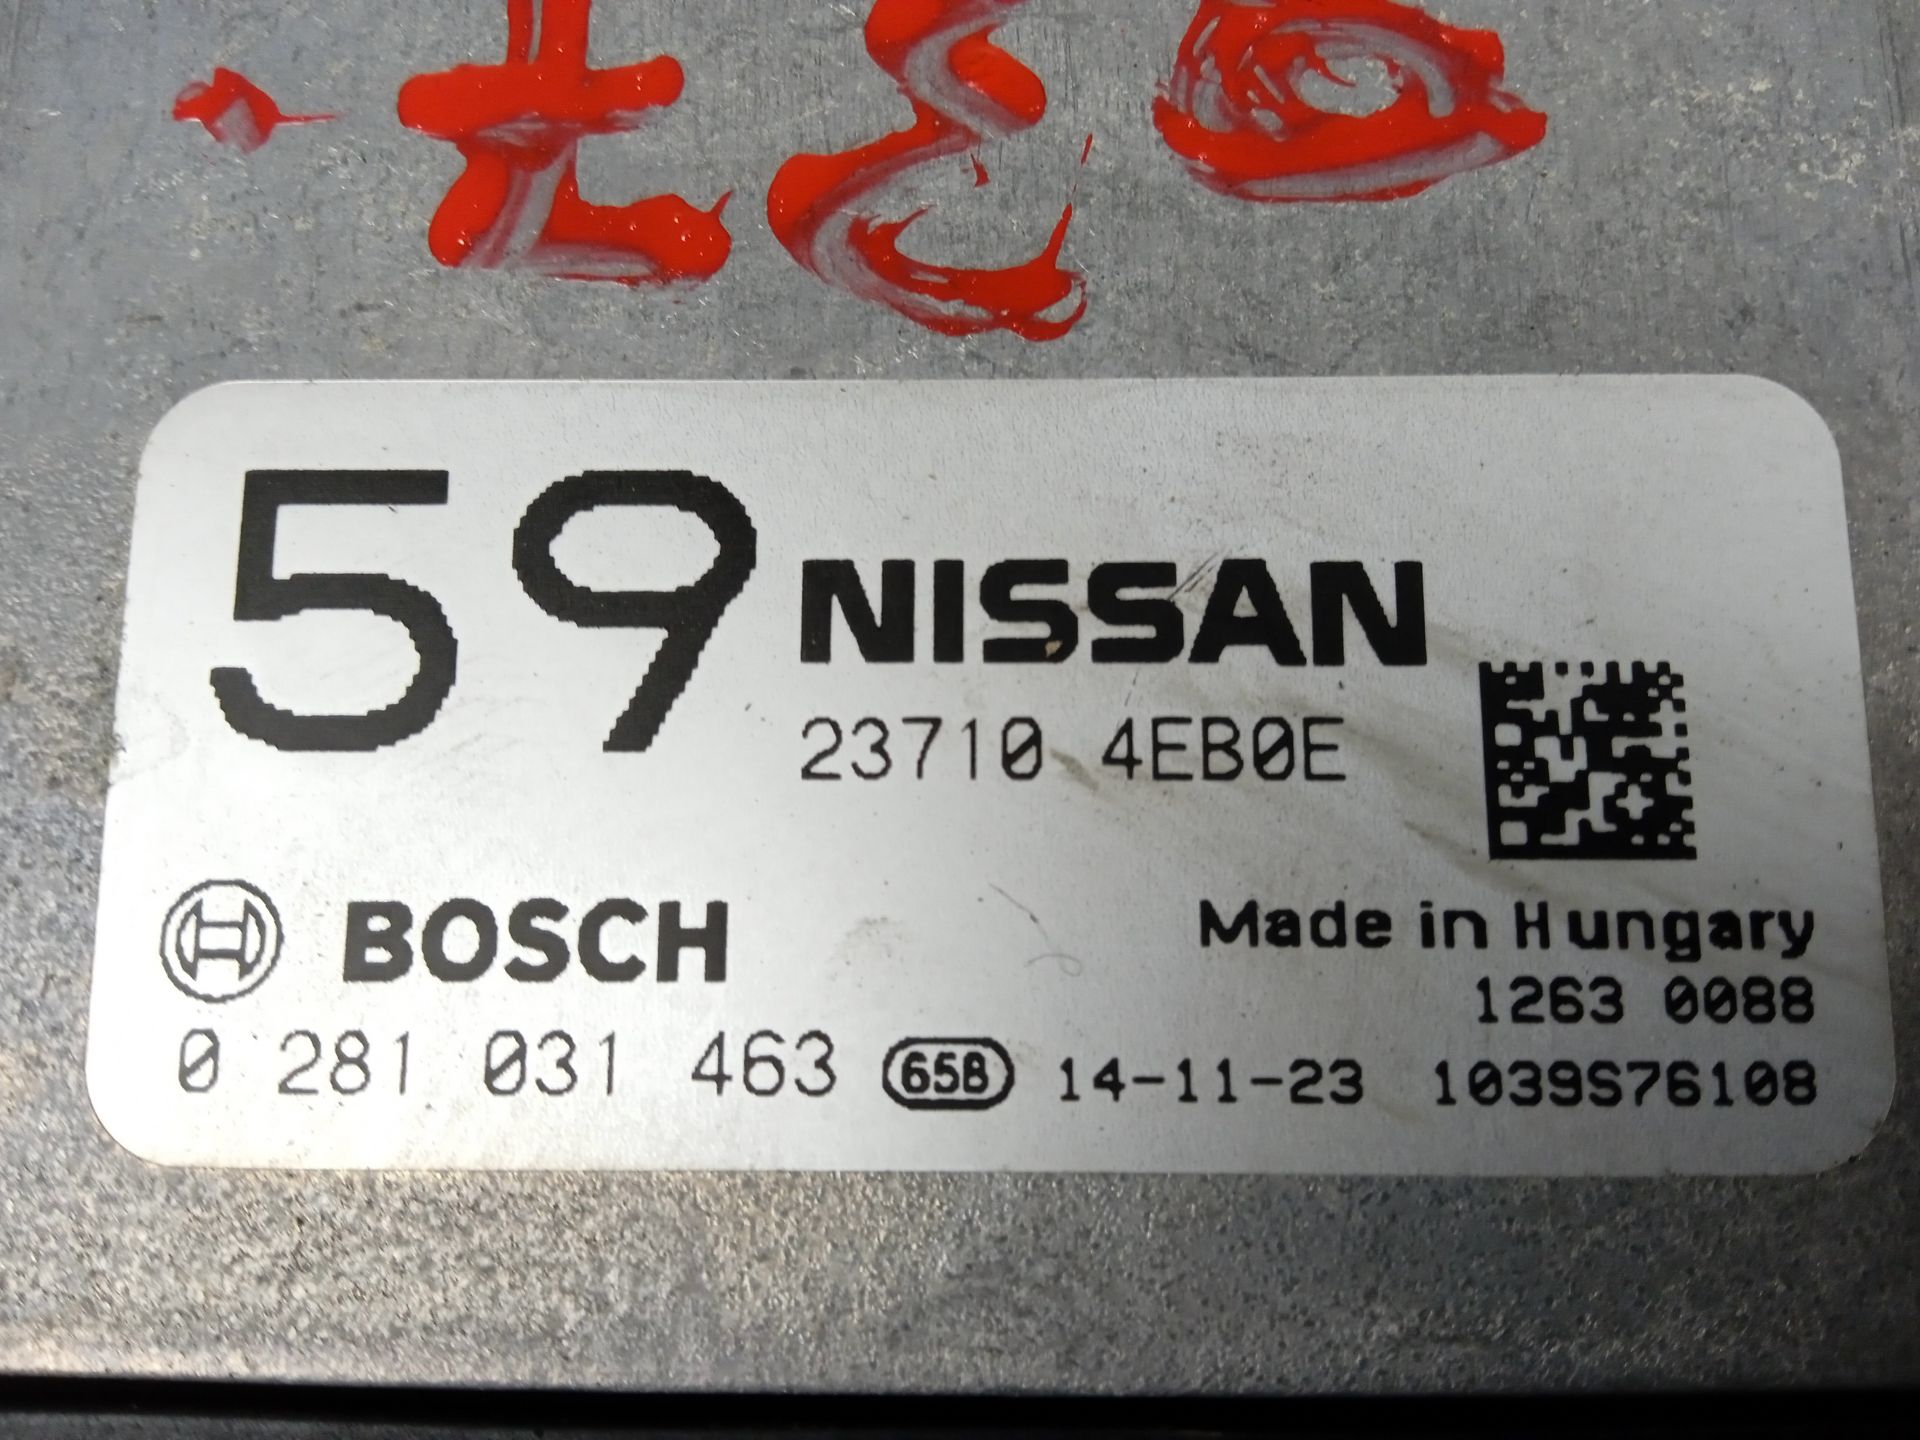 59 NISSAN
23710 4EB0E
BOSCH
Made in Hungary
1263 0088
0 281 031 463 65B 14-11-23 1039S76108